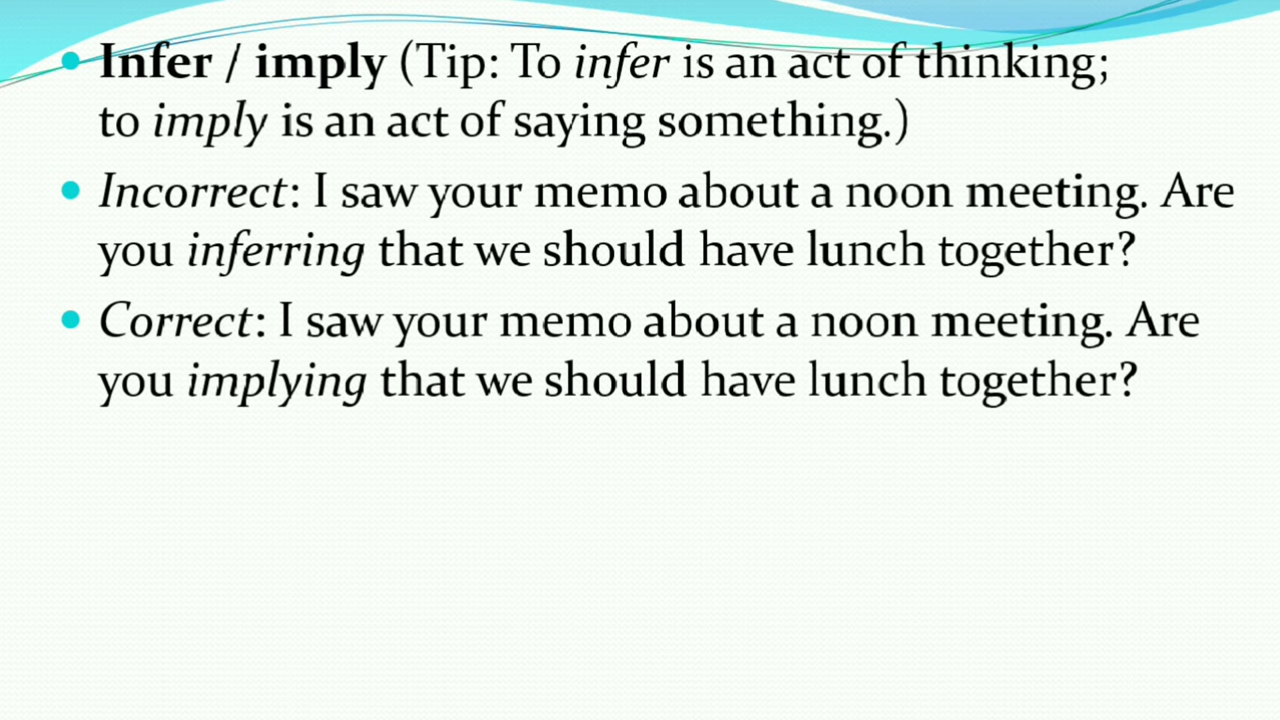 • Infer / imply (Tip: To infer is an act of thinking;
to imply is an act of saying something.)
• Incorrect: I saw your memo about a noon meeting. Are
you inferring that we should have lunch together?
• Correct: I saw your memo about a noon meeting. Are
you implying that we should have lunch together?